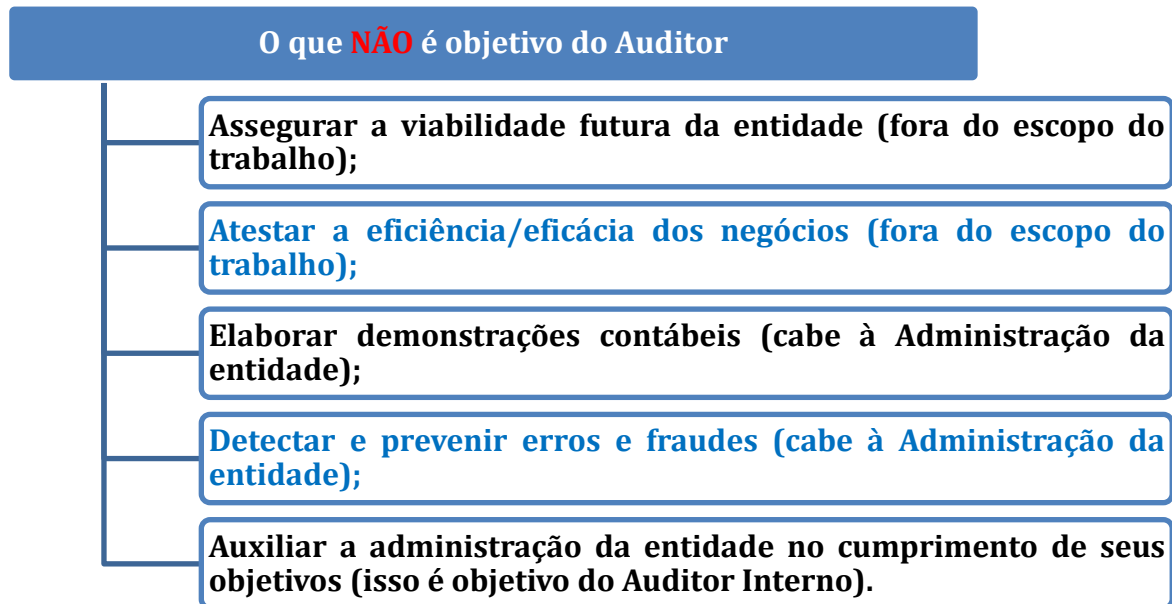 O que NÃO é objetivo do Auditor
Assegurar a viabilidade futura da entidade (fora do escopo do
trabalho);
Atestar a eficiência/eficácia dos negócios (fora do escopo do
trabalho);
Elaborar demonstrações contábeis (cabe à Administração da
entidade);
Detectar e prevenir erros e fraudes (cabe à Administração da
entidade);
Auxiliar a administração da entidade no cumprimento de seus
objetivos (isso é objetivo do Auditor Interno).